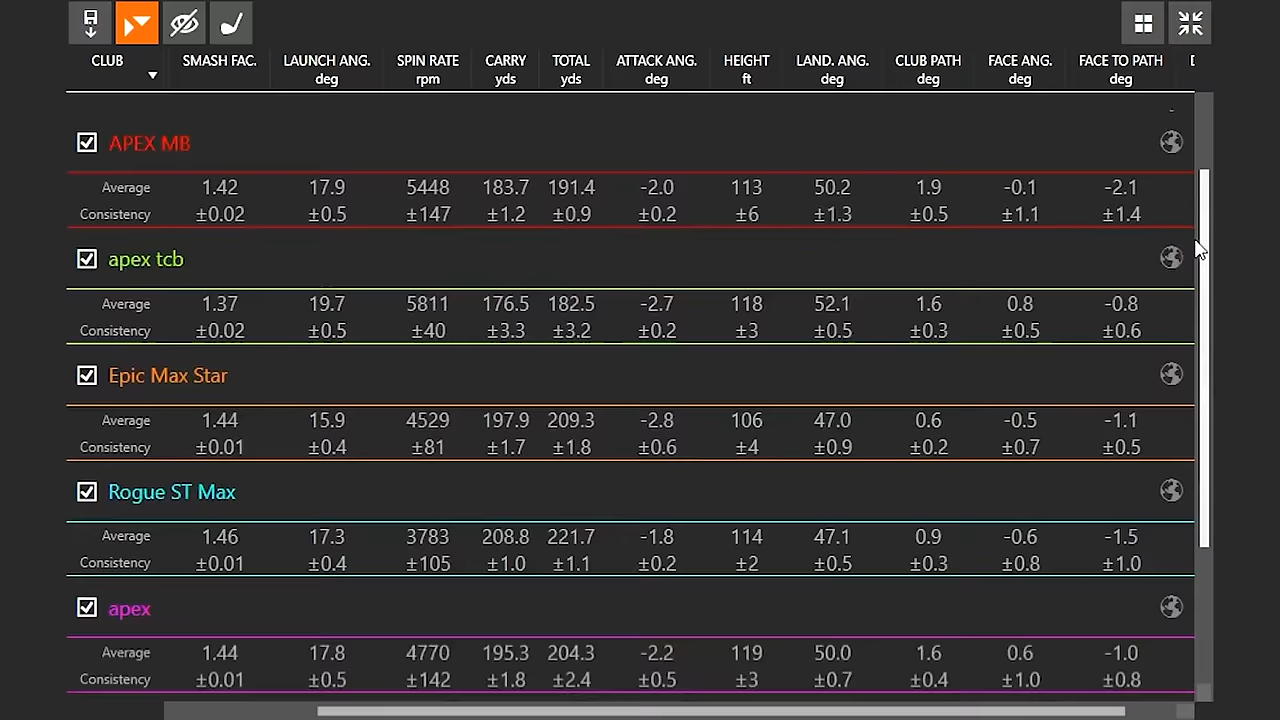 CLUB SMASH FAC. LAUNCH ANG. SPIN RATE CARRY TOTAL ATTACK ANG. HEIGHT LAND. ANG. CLUB PATH FACE ANG. FACE TO PATH
deg rpm yds yds deg ft deg deg deg deg
-
APEX MB
Average 1.42 17.9 5448 183.7 191.4 -2.0 113 50.2 1.9 -0.1 -2.1
Consistency ±0.02 ±0.5 ±147 ±1.2 ±0.9 ±0.2 ±6 ±1.3 ±0.5 ±1.1 ±1.4
apex tcb
Average 1.37 19.7 5811 176.5 182.5 -2.7 118 52.1 1.6 0.8 -0.8
Consistency ±0.02 ±0.5 ±40 ±3.3 ±3.2 ±0.2 ±3 ±0.5 ±0.3 ±0.5 ±0.6
Epic Max Star
Average 1.44 15.9 4529 197.9 209.3 -2.8 106 47.0 0.6 -0.5 -1.1
Consistency ±0.01 ±0.4 ±81 ±1.7 ±1.8 ±0.6 ±4 ±0.9 ±0.2 ±0.7 ±0.5
Rogue ST Max
Average 1.46 17.3 3783 208.8 221.7 -1.8 114 47.1 0.9 -0.6 -1.5
Consistency ±0.01 ±0.4 ±105 ±1.0 ±1.1 ±0.2 ±2 ±0.5 ±0.3 ±0.8 ±1.0
apex
Average 1.44 17.8 4770 195.3 204.3 -2.2 119 50.0 1.6 0.6 -1.0
Consistency ±0.01 ±0.5 ±142 ±1.8 ±2.4 ±0.5 ±3 ±0.7 ±0.4 ±1.0 ±0.8